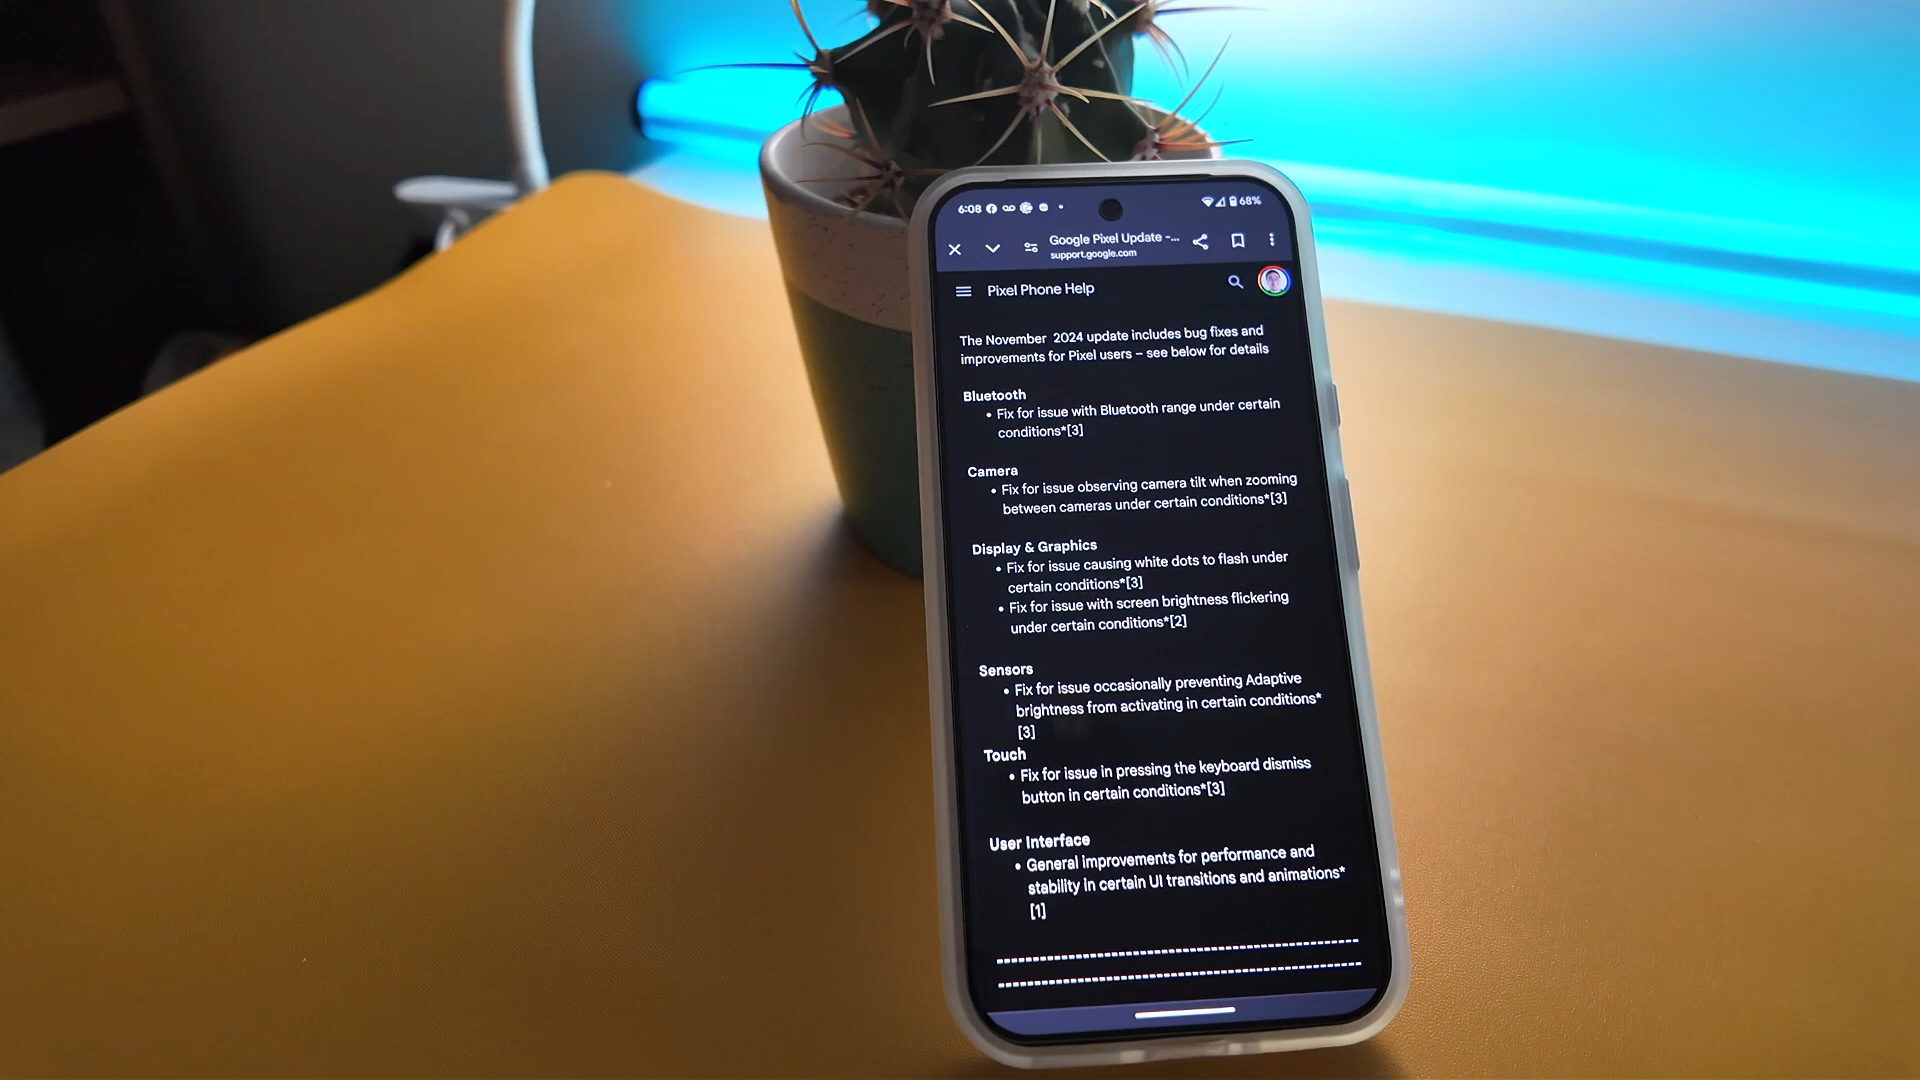 6:08 68%
Google Pixel Update -...
support.google.com
Pixel Phone Help
The November 2024 update includes bug fixes and
improvements for Pixel users – see below for details
Bluetooth
• Fix for issue with Bluetooth range under certain
conditions*[3]
Camera
• Fix for issue observing camera tilt when zooming
between cameras under certain conditions*[3]
Display & Graphics
• Fix for issue causing white dots to flash under
certain conditions*[3]
• Fix for issue with screen brightness flickering
under certain conditions*[2]
Sensors
• Fix for issue occasionally preventing Adaptive
brightness from activating in certain conditions*
[3]
Touch
• Fix for issue in pressing the keyboard dismiss
button in certain conditions*[3]
User Interface
• General improvements for performance and
stability in certain UI transitions and animations*
[1]